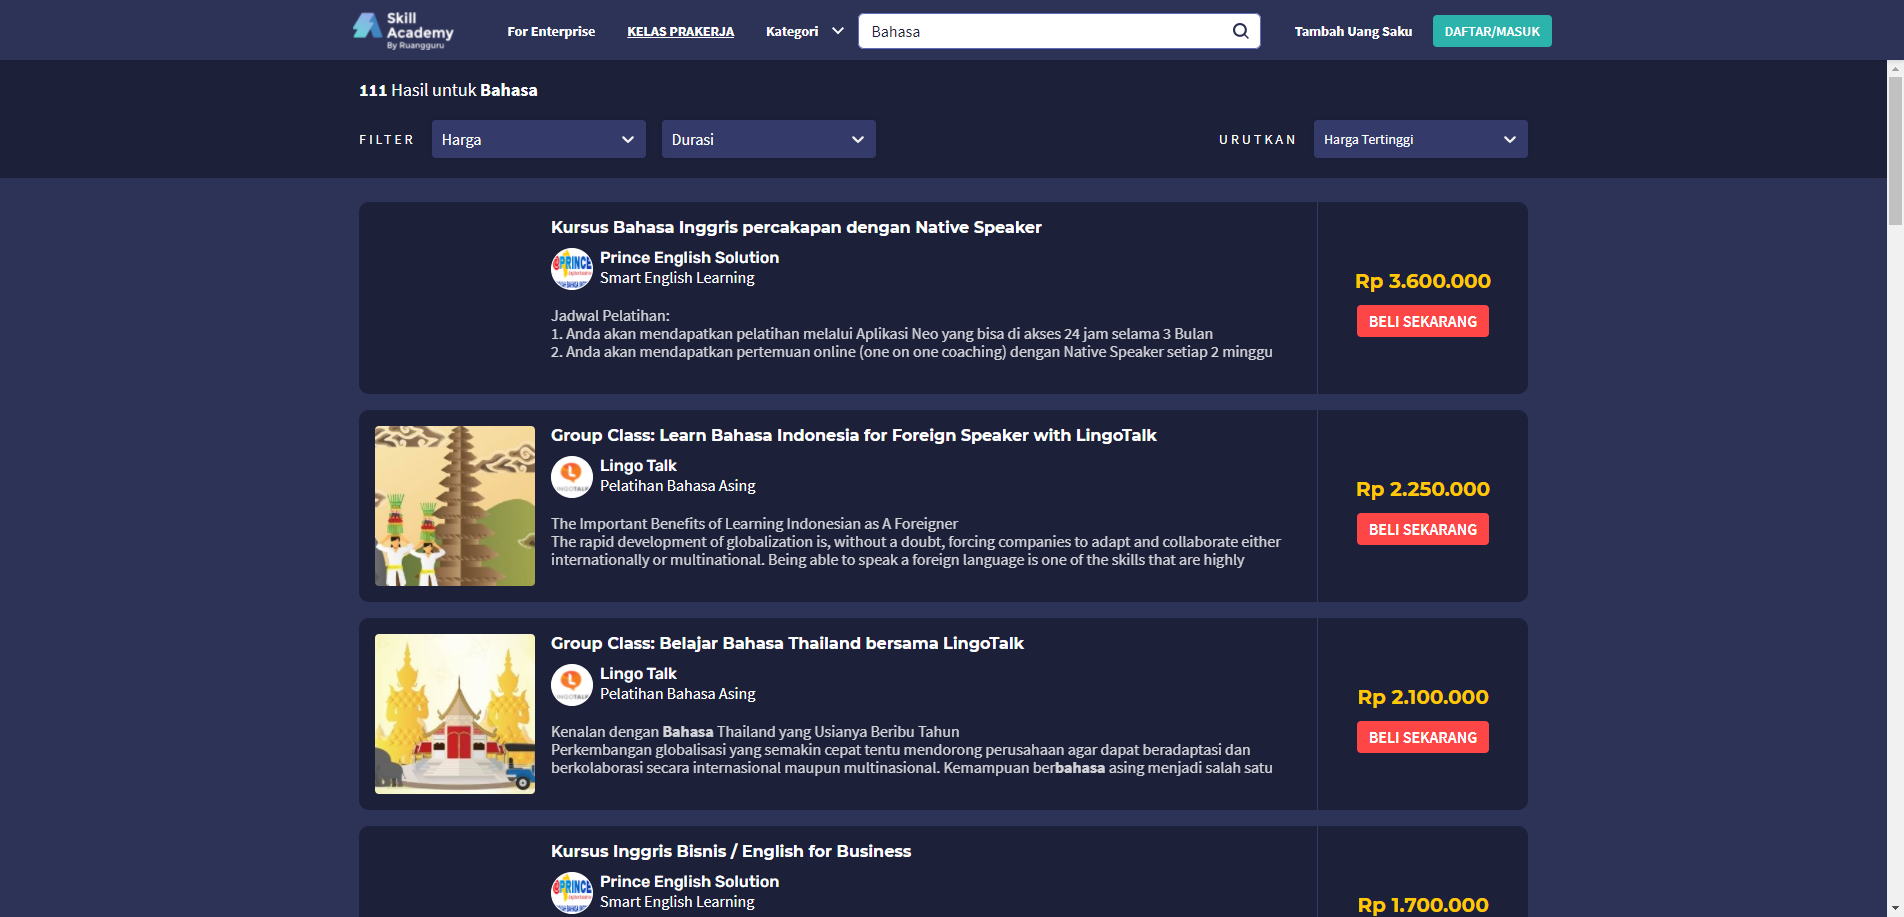 Skill
Academy
By Ruangguru
For Enterprise
KELAS PRAKERJA
Kategori
Bahasa
Tambah Uang Saku
DAFTAR/MASUK
111 Hasil untuk Bahasa
FILTER
Harga
Durasi
URUTKAN
Harga Tertinggi
Kursus Bahasa Inggris percakapan dengan Native Speaker
PRINCE
Prince English Solution
Smart English Learning
Jadwal Pelatihan:
1. Anda akan mendapatkan pelatihan melalui Aplikasi Neo yang bisa di akses 24 jam selama 3 Bulan
2. Anda akan mendapatkan pertemuan online (one on one coaching) dengan Native Speaker setiap 2 minggu
Rp 3.600.000
BELI SEKARANG
Group Class: Learn Bahasa Indonesia for Foreign Speaker with LingoTalk
Lingo Talk
Pelatihan Bahasa Asing
The Important Benefits of Learning Indonesian as A Foreigner
The rapid development of globalization is, without a doubt, forcing companies to adapt and collaborate either
internationally or multinational. Being able to speak a foreign language is one of the skills that are highly
Rp 2.250.000
BELI SEKARANG
Group Class: Belajar Bahasa Thailand bersama LingoTalk
Lingo Talk
Pelatihan Bahasa Asing
Kenalan dengan Bahasa Thailand yang Usianya Beribu Tahun
Perkembangan globalisasi yang semakin cepat tentu mendorong perusahaan agar dapat beradaptasi dan
berkolaborasi secara internasional maupun multinasional. Kemampuan berbahasa asing menjadi salah satu
Rp 2.100.000
BELI SEKARANG
Kursus Inggris Bisnis / English for Business
PRINCE
Prince English Solution
Smart English Learning
Rp 1.700.000